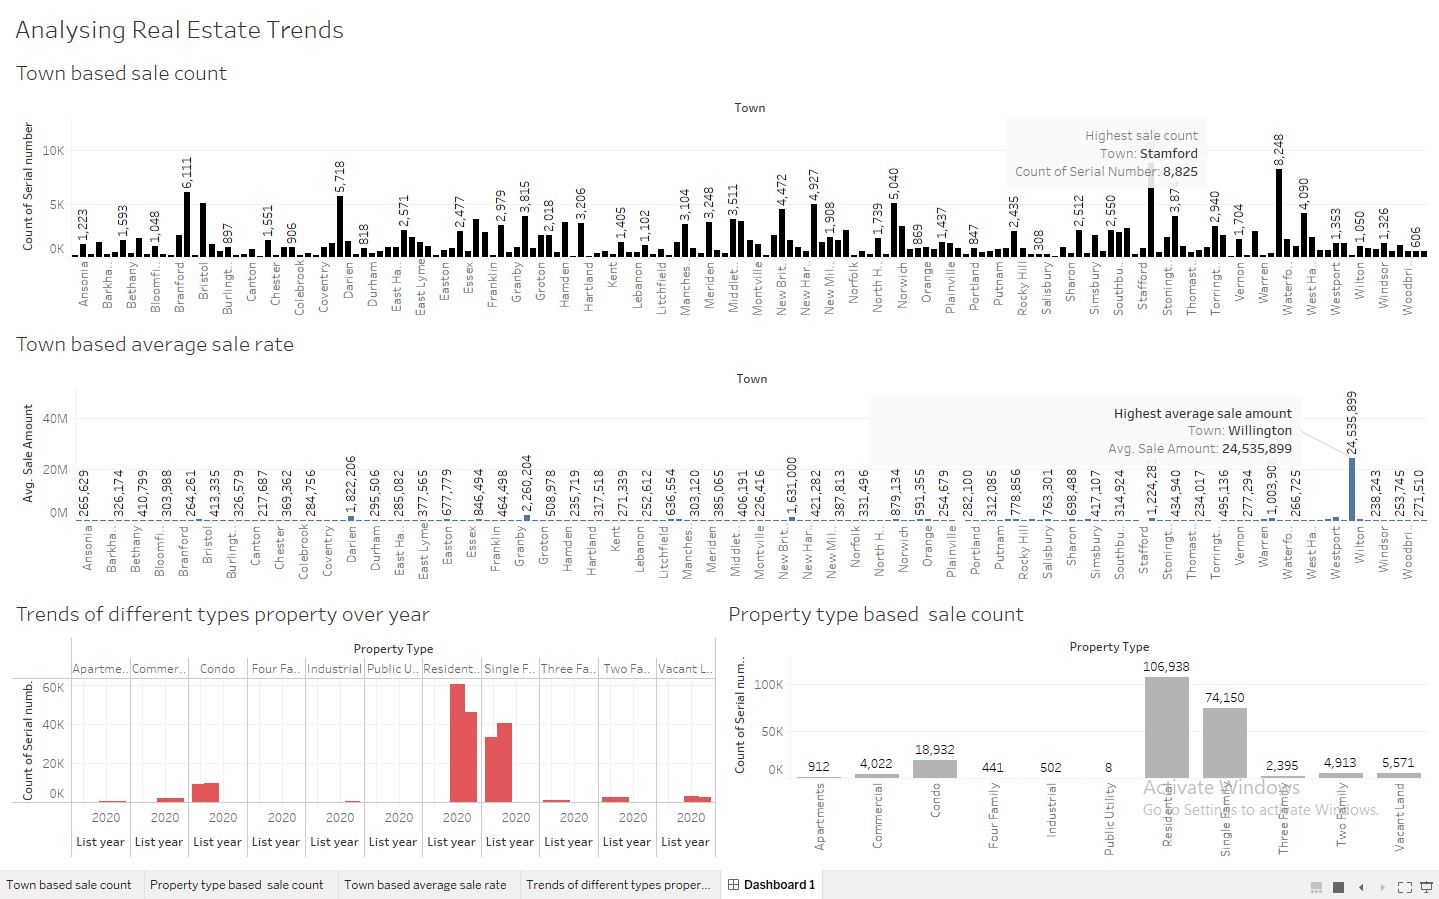 Analysing Real Estate Trends
Town based sale count
Town
Highest sale count
Town: Stamford
Count of Serial Number: 8,825
Count of Serial number
10K
5K
0K
1,223
1,593
1,048
6,111
897
1,551
906
5,718
818
2,571
2,477
2,979
3,815
2,018
3,206
1,405
1,102
3,104
3,248
3,511
4,472
4,927
1,908
1,739
5,040
869
1,437
847
2,435
308
2,512
2,550
3,87
2,940
1,704
8,248
4,090
1,353
1,050
1,326
606
Ansonia
Barkha..
Bethany
Bloomfi..
Branford
Bristol
Burlingt..
Canton
Chester
Colebrook
Coventry
Darien
Durham
East Ha..
East Lyme
Easton
Essex
Franklin
Granby
Groton
Hamden
Hartland
Kent
Lebanon
Litchfield
Manches..
Meriden
Middlet..
Montville
New Brit..
New Har..
New Mil..
Norfolk
North H..
Norwich
Orange
Plainville
Portland
Putnam
Rocky Hill
Salisbury
Sharon
Simsbury
Southbu..
Stafford
Stoningt..
Thomast..
Torringt..
Vernon
Warren
Waterfo..
West Ha..
Westport
Wilton
Windsor
Woodbri..
Town based average sale rate
Town
Highest average sale amount
Town: Willington
Avg. Sale Amount: 24,535,899
Avg. Sale Amount
40M
20M
0M
265,629
326,174
410,799
303,988
264,261
413,335
326,579
217,687
369,362
284,756
1,822,206
295,506
285,082
377,565
677,779
846,494
464,498
2,260,204
508,978
235,719
317,518
271,339
252,612
636,554
303,120
385,065
406,191
226,416
1,631,000
421,282
387,813
331,496
879,134
591,355
254,679
282,100
312,085
778,856
763,301
698,488
417,107
314,924
1,224,28
434,940
234,017
495,136
277,294
1,003,90
266,725
24,535,899
238,243
253,745
271,510
Ansonia
Barkha..
Bethany
Bloomfi..
Branford
Bristol
Burlingt..
Canton
Chester
Colebrook
Coventry
Darien
Durham
East Ha..
East Lyme
Easton
Essex
Franklin
Granby
Groton
Hamden
Hartland
Kent
Lebanon
Litchfield
Manches..
Meriden
Middlet..
Montville
New Brit..
New Har..
New Mil..
Norfolk
North H..
Norwich
Orange
Plainville
Portland
Putnam
Rocky Hill
Salisbury
Sharon
Simsbury
Southbu..
Stafford
Stoningt..
Thomast..
Torringt..
Vernon
Warren
Waterfo..
West Ha..
Westport
Wilton
Windsor
Woodbri..
Trends of different types property over year
Property Type
Apartme.. Commer.. Condo Four Fa.. Industrial Public U.. Resident.. Single F.. Three Fa.. Two Fa.. Vacant L..
Count of Serial numb..
60K
40K
20K
0K
2020 2020 2020 2020 2020 2020 2020 2020 2020 2020 2020
List year List year List year List year List year List year List year List year List year List year List year
Property type based sale count
Property Type
Count of Serial num..
100K
50K
0K
912
4,022
18,932
441
502
8
106,938
74,150
2,395
4,913
5,571
Apartments
Commercial
Condo
Four Family
Industrial
Public Utility
Residential
Single Family
Three Family
Two Family
Vacant Land
Activate Windows
Go to Settings to activate Windows.
Town based sale count Property type based sale count Town based average sale rate Trends of different types proper... Dashboard 1